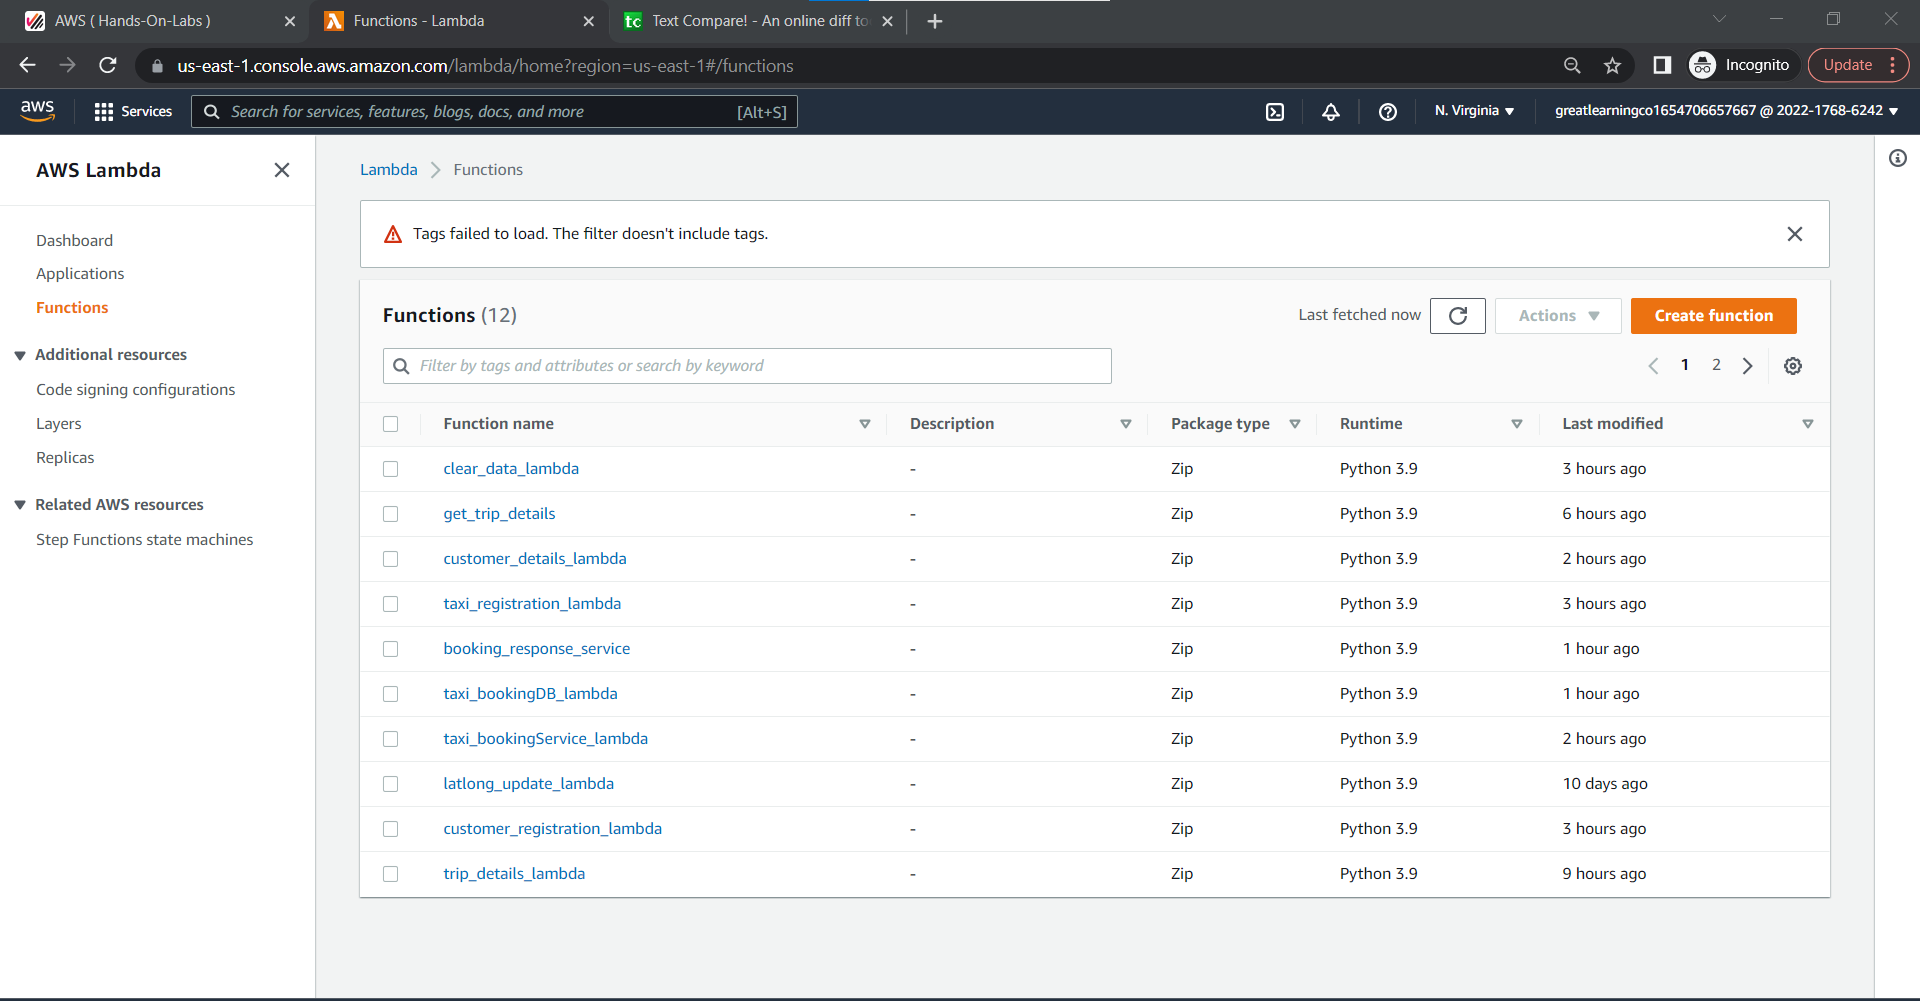 AWS ( Hands-On-Labs )
Functions - Lambda
tc Text Compare! - An online diff to
us-east-1.console.aws.amazon.com/lambda/home?region=us-east-1#/functions
Incognito
Update
aws
Services
Search for services, features, blogs, docs, and more
[Alt+S]
N. Virginia
greatlearningco1654706657667 @ 2022-1768-6242
AWS Lambda
Dashboard
Applications
Functions
Additional resources
Code signing configurations
Layers
Replicas
Related AWS resources
Step Functions state machines
Lambda > Functions
Tags failed to load. The filter doesn't include tags.
Functions (12)
Last fetched now
Actions
Create function
Filter by tags and attributes or search by keyword
1 2
Function name Description Package type Runtime Last modified
clear_data_lambda - Zip Python 3.9 3 hours ago
get_trip_details - Zip Python 3.9 6 hours ago
customer_details_lambda - Zip Python 3.9 2 hours ago
taxi_registration_lambda - Zip Python 3.9 3 hours ago
booking_response_service - Zip Python 3.9 1 hour ago
taxi_bookingDB_lambda - Zip Python 3.9 1 hour ago
taxi_bookingService_lambda - Zip Python 3.9 2 hours ago
latlong_update_lambda - Zip Python 3.9 10 days ago
customer_registration_lambda - Zip Python 3.9 3 hours ago
trip_details_lambda - Zip Python 3.9 9 hours ago